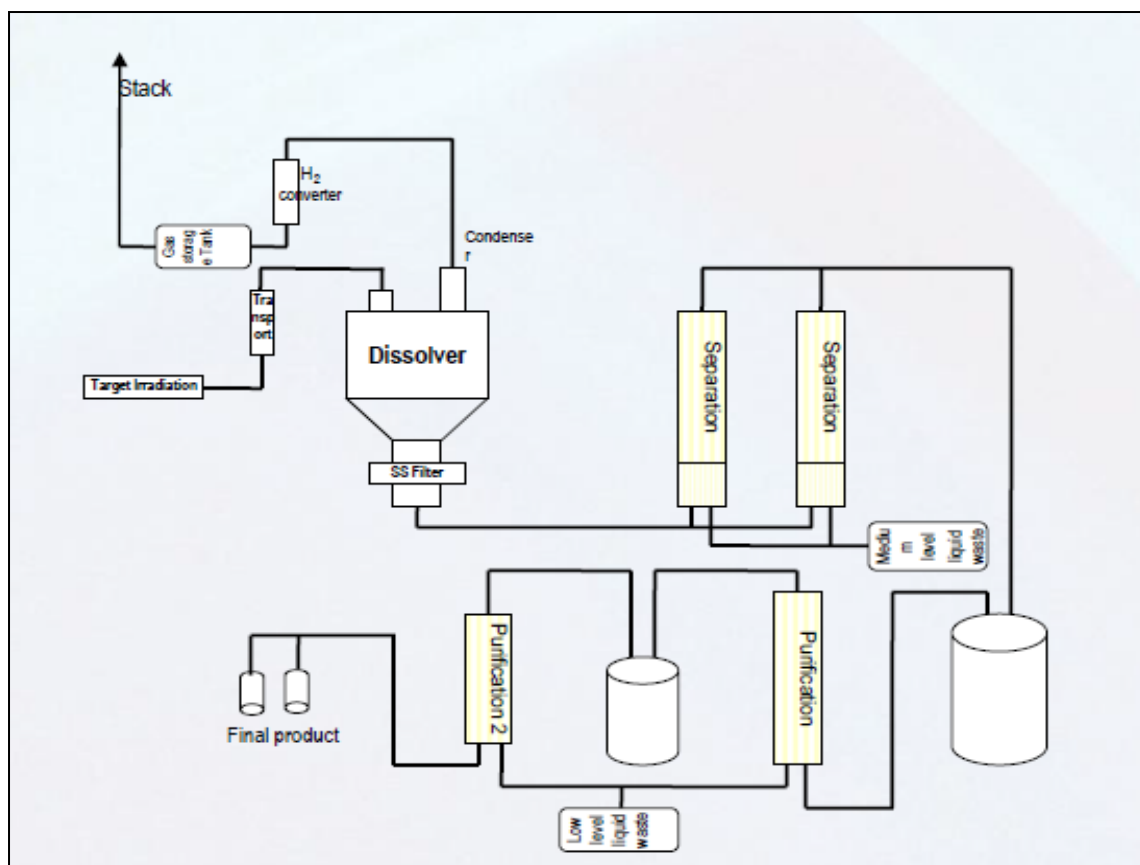 Stack
H₂
converter
Gas
storag
e Tank
Condense
r
Tra
nsp
ort
Target Irradiation
Dissolver
SS Filter
Separation
Separation
Mediu
m
level
liquid
waste
Purification 2
Purification
Final product
Low
level
liquid
waste